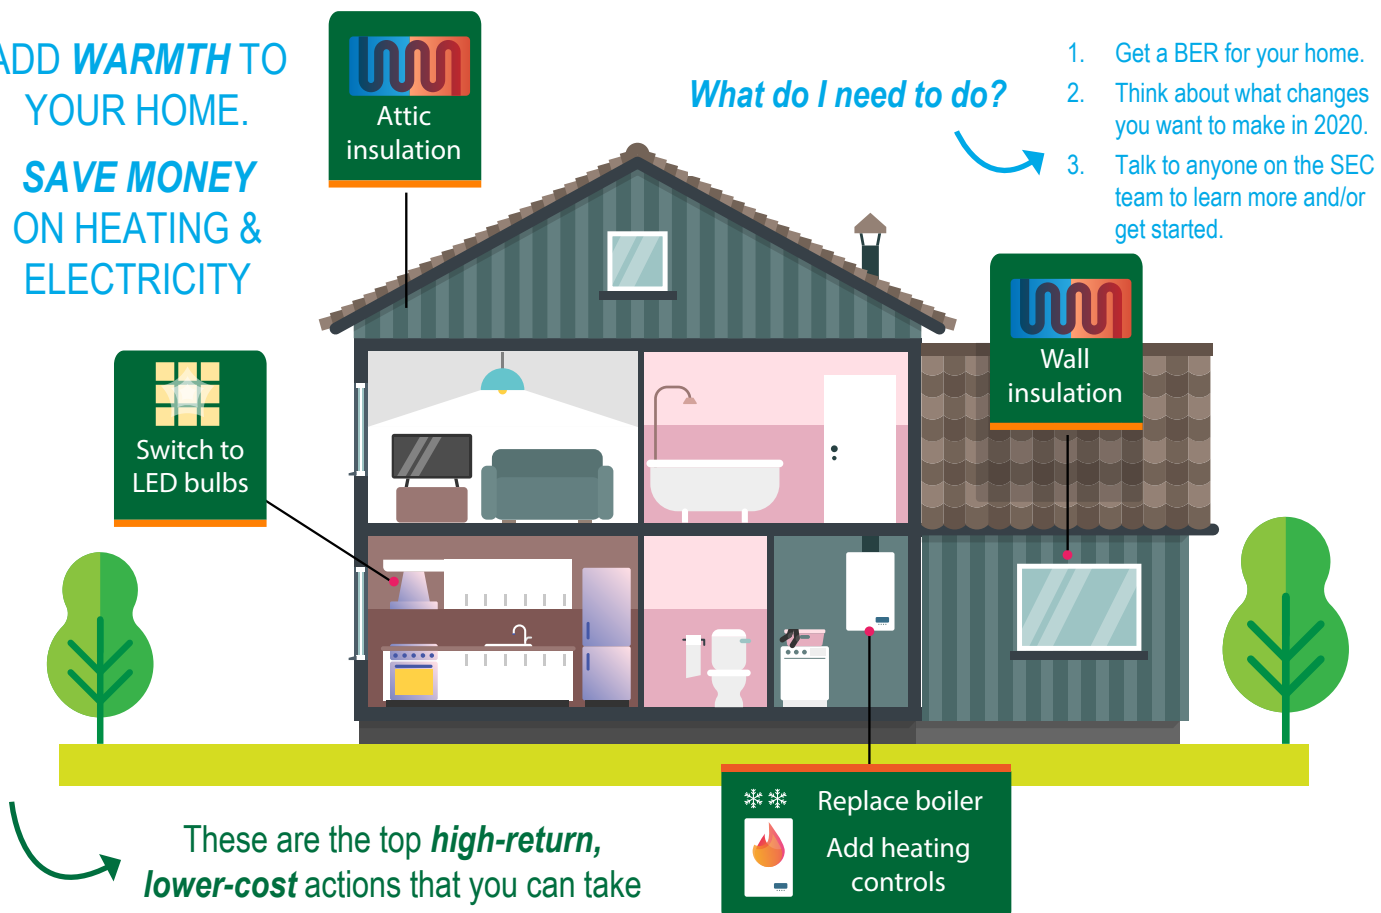 ADD WARMTH TO
YOUR HOME.
SAVE MONEY
ON HEATING &
ELECTRICITY
Attic
insulation
What do I need to do?
1. Get a BER for your home.
2. Think about what changes
you want to make in 2020.
3. Talk to anyone on the SEC
team to learn more and/or
get started.
Wall
insulation
Switch to
LED bulbs
Replace boiler
Add heating
controls
These are the top high-return,
lower-cost actions that you can take